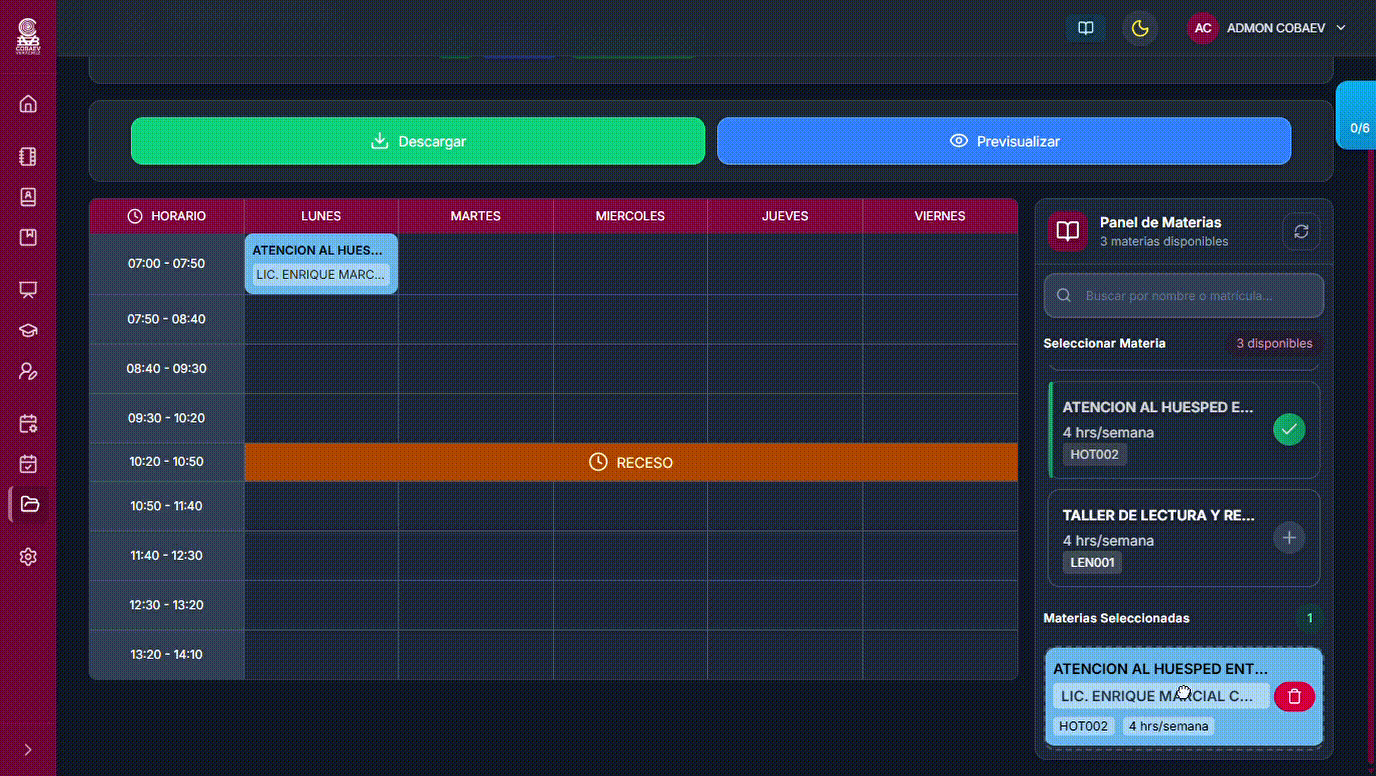 COBAEV
VERACRUZ
AC
ADMON COBAEV
Descargar
Previsualizar
0/6
HORARIO
LUNES
MARTES
MIERCOLES
JUEVES
VIERNES
07:00 - 07:50
ATENCION AL HUES...
LIC. ENRIQUE MARC...
07:50 - 08:40
08:40 - 09:30
09:30 - 10:20
10:20 - 10:50
RECESO
10:50 - 11:40
11:40 - 12:30
12:30 - 13:20
13:20 - 14:10
Panel de Materias
3 materias disponibles
Buscar por nombre o matrícula...
Seleccionar Materia
3 disponibles
ATENCION AL HUESPED E...
4 hrs/semana
HOT002
TALLER DE LECTURA Y RE...
4 hrs/semana
LEN001
Materias Seleccionadas
1
ATENCION AL HUESPED ENT...
LIC. ENRIQUE MARCIAL C...
HOT002
4 hrs/semana